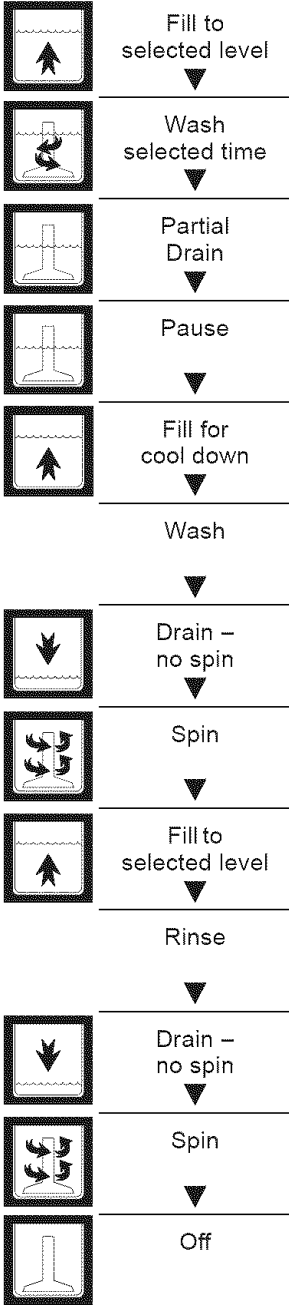 Fill to
selected level
Wash
selected time
Partial
Drain
Pause
Fill for
cool down
Wash
Drain –
no spin
Spin
Fill to
selected level
Rinse
Drain –
no spin
Spin
Off